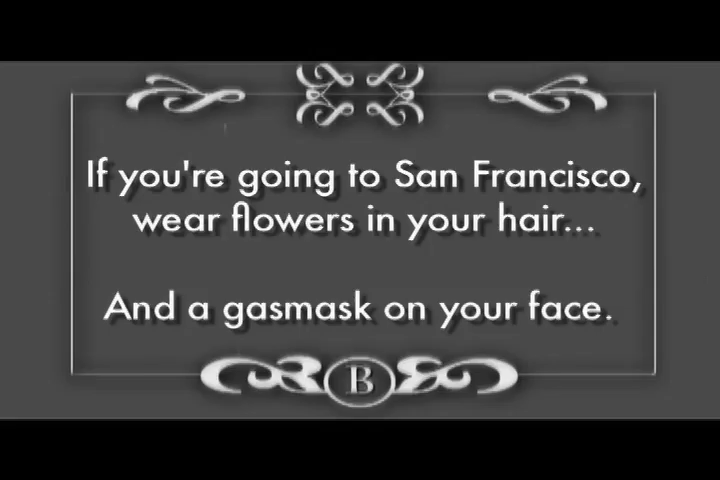 If you're going to San Francisco,
wear flowers in your hair...
And a gasmask on your face.
B